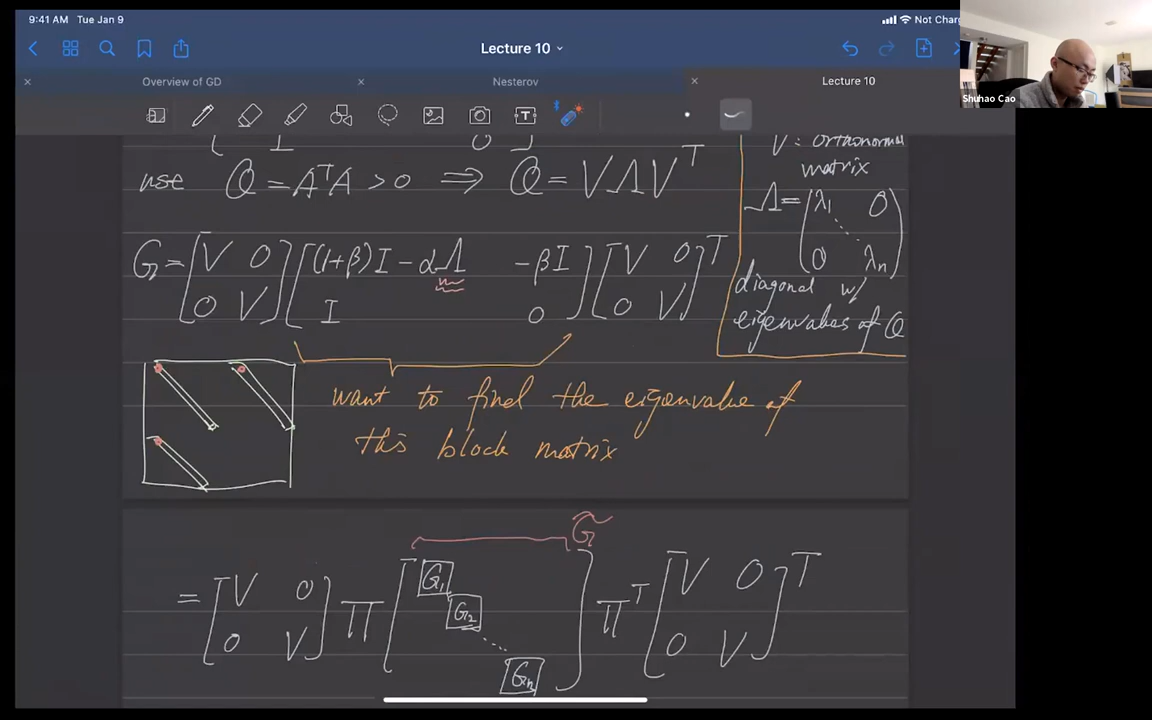 9:41 AM Tue Jan 9
Not Charg
Lecture 10
Shuhao Cao
Overview of GD
Nesterov
Lecture 10
V: orthonormal
matrix
use Q = AᵀA > 0 ⟹ Q = VΛVᵀ
Λ = (λ₁ 0
0 λₙ)
diagonal w/
eigenvalues of Q
G = [V 0] [(1+β)I − αΛ −βI] [V 0]ᵀ
[0 V] [I 0] [0 V]
want to find the eigenvalue of
this block matrix
G̃
= [V 0] Π [G₁ G₂ ⋱ Gₙ] Πᵀ [V 0]ᵀ
[0 V] [0 V]